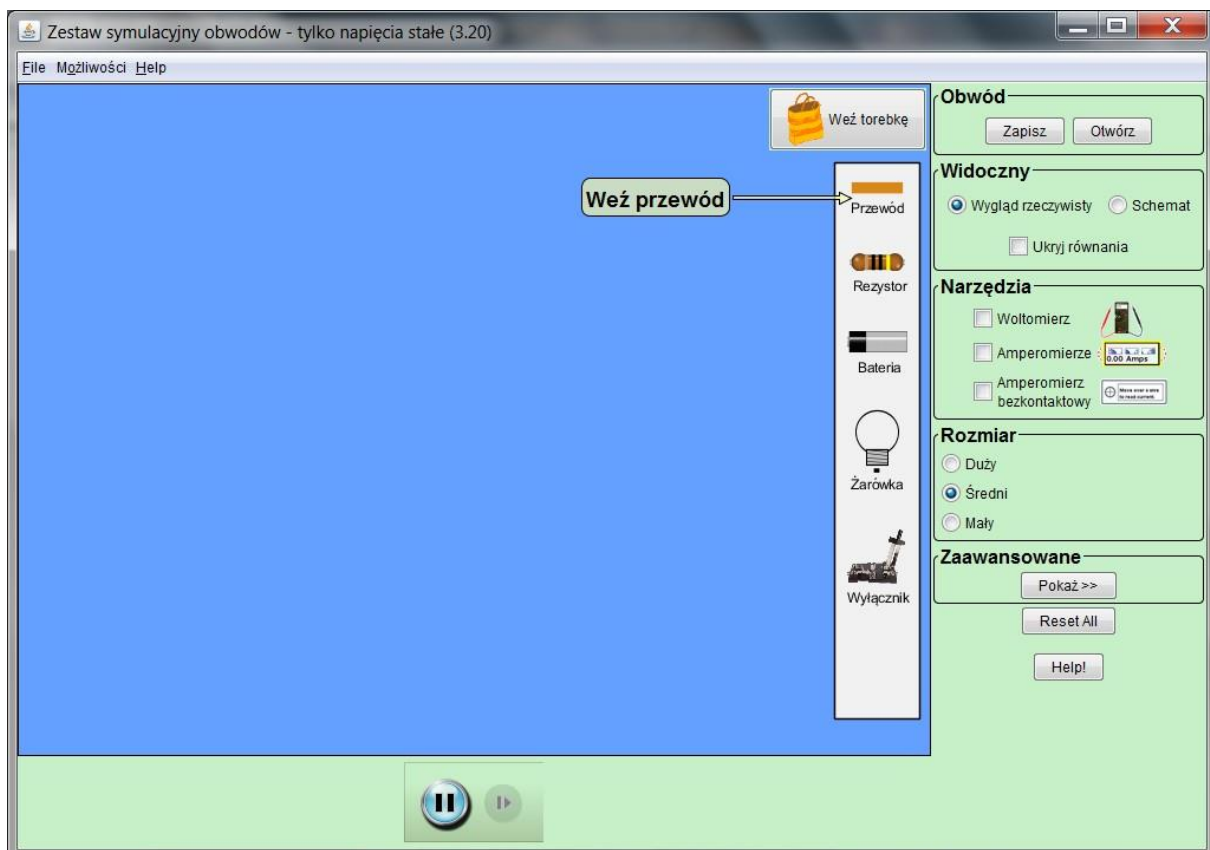 Zestaw symulacyjny obwodów - tylko napięcia stałe (3.20)
File Możliwości Help
Weź torebkę
Weź przewód
Przewód
Rezystor
Bateria
Żarówka
Wyłącznik
Obwód
Zapisz Otwórz
Widoczny
Wygląd rzeczywisty Schemat
Ukryj równania
Narzędzia
Woltomierz
Amperomierze
0.00 Amps
Amperomierz
bezkontaktowy
Rozmiar
Duży
Średni
Mały
Zaawansowane
Pokaż >>
Reset All
Help!